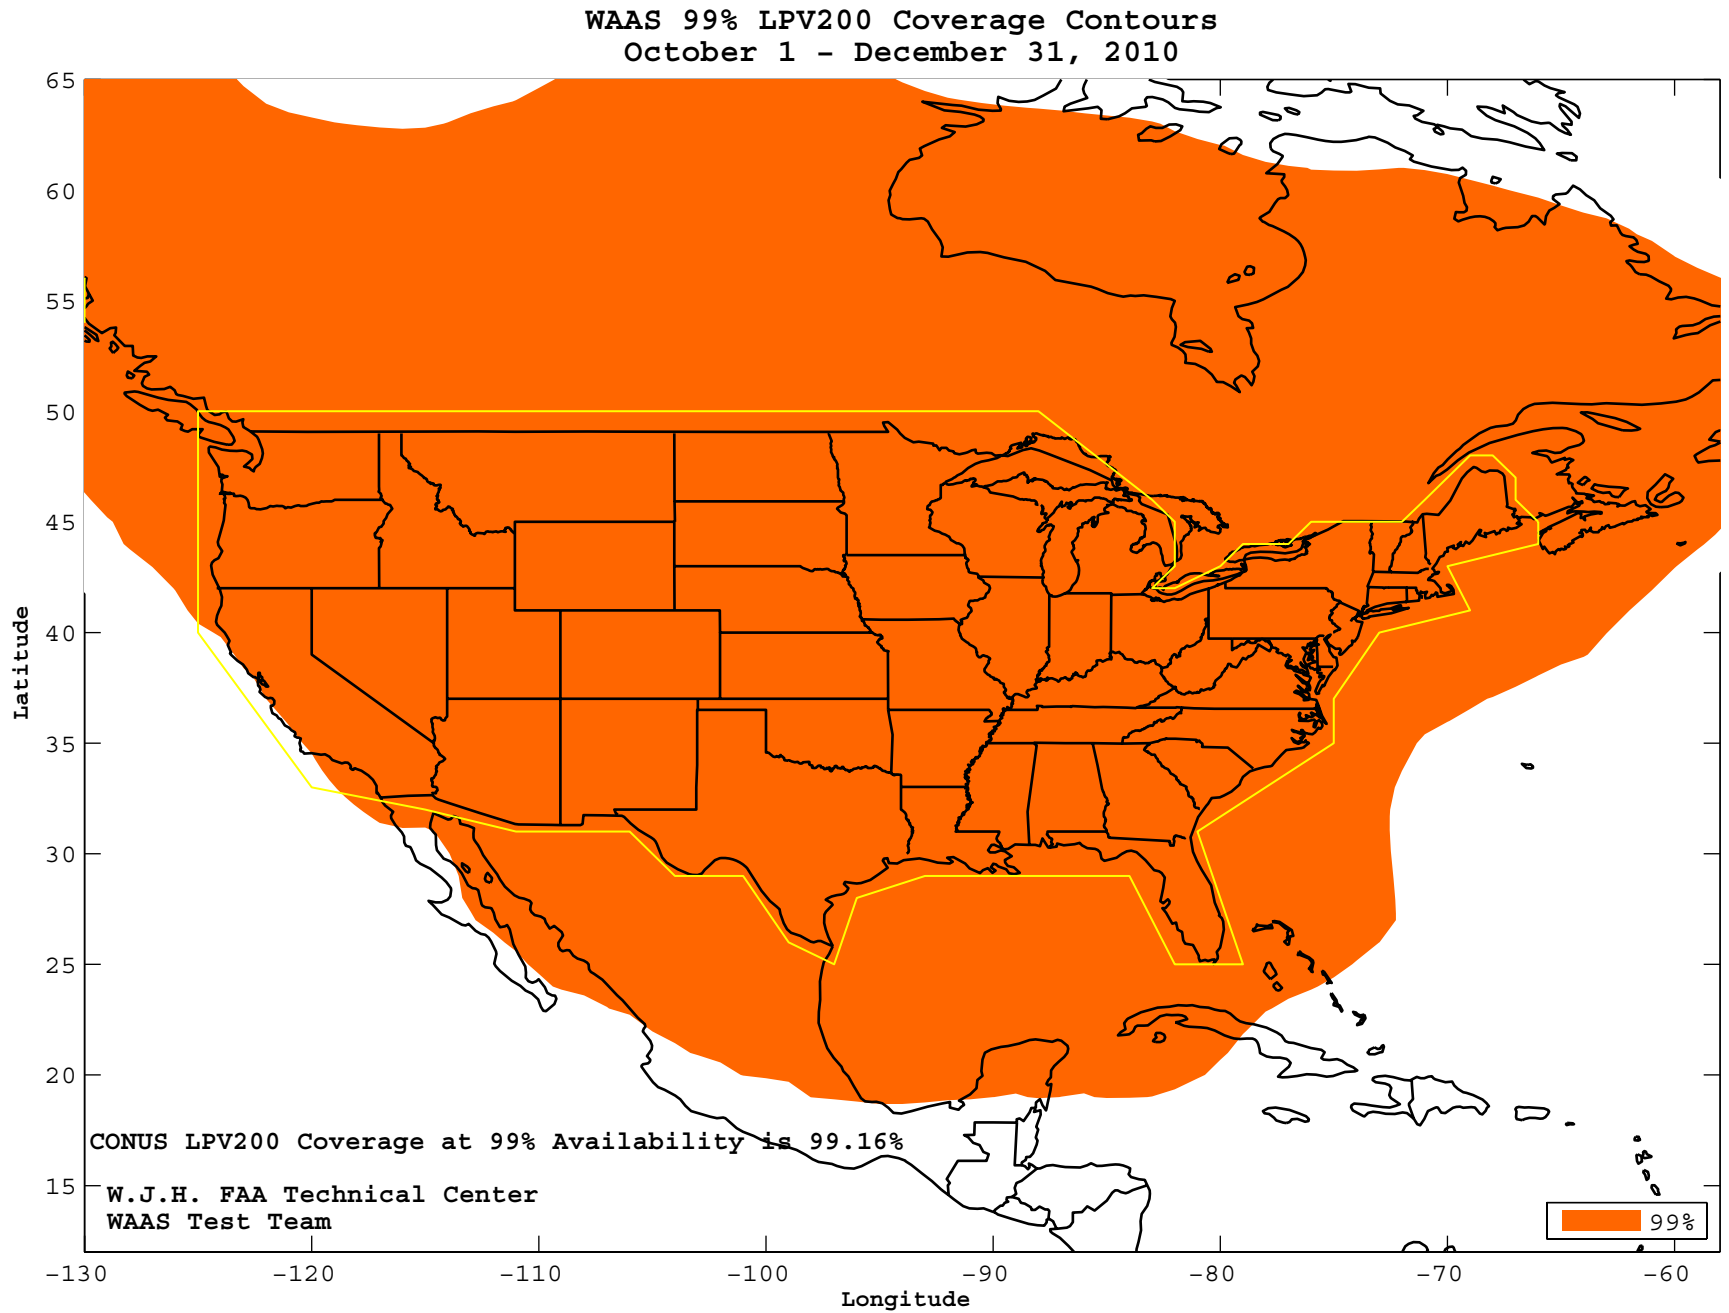 WAAS 99% LPV200 Coverage Contours
October 1 – December 31, 2010
65
60
55
50
45
40
35
30
25
20
15
Latitude
CONUS LPV200 Coverage at 99% Availability is 99.16%
W.J.H. FAA Technical Center
WAAS Test Team
99%
−130 −120 −110 −100 −90 −80 −70 −60
Longitude